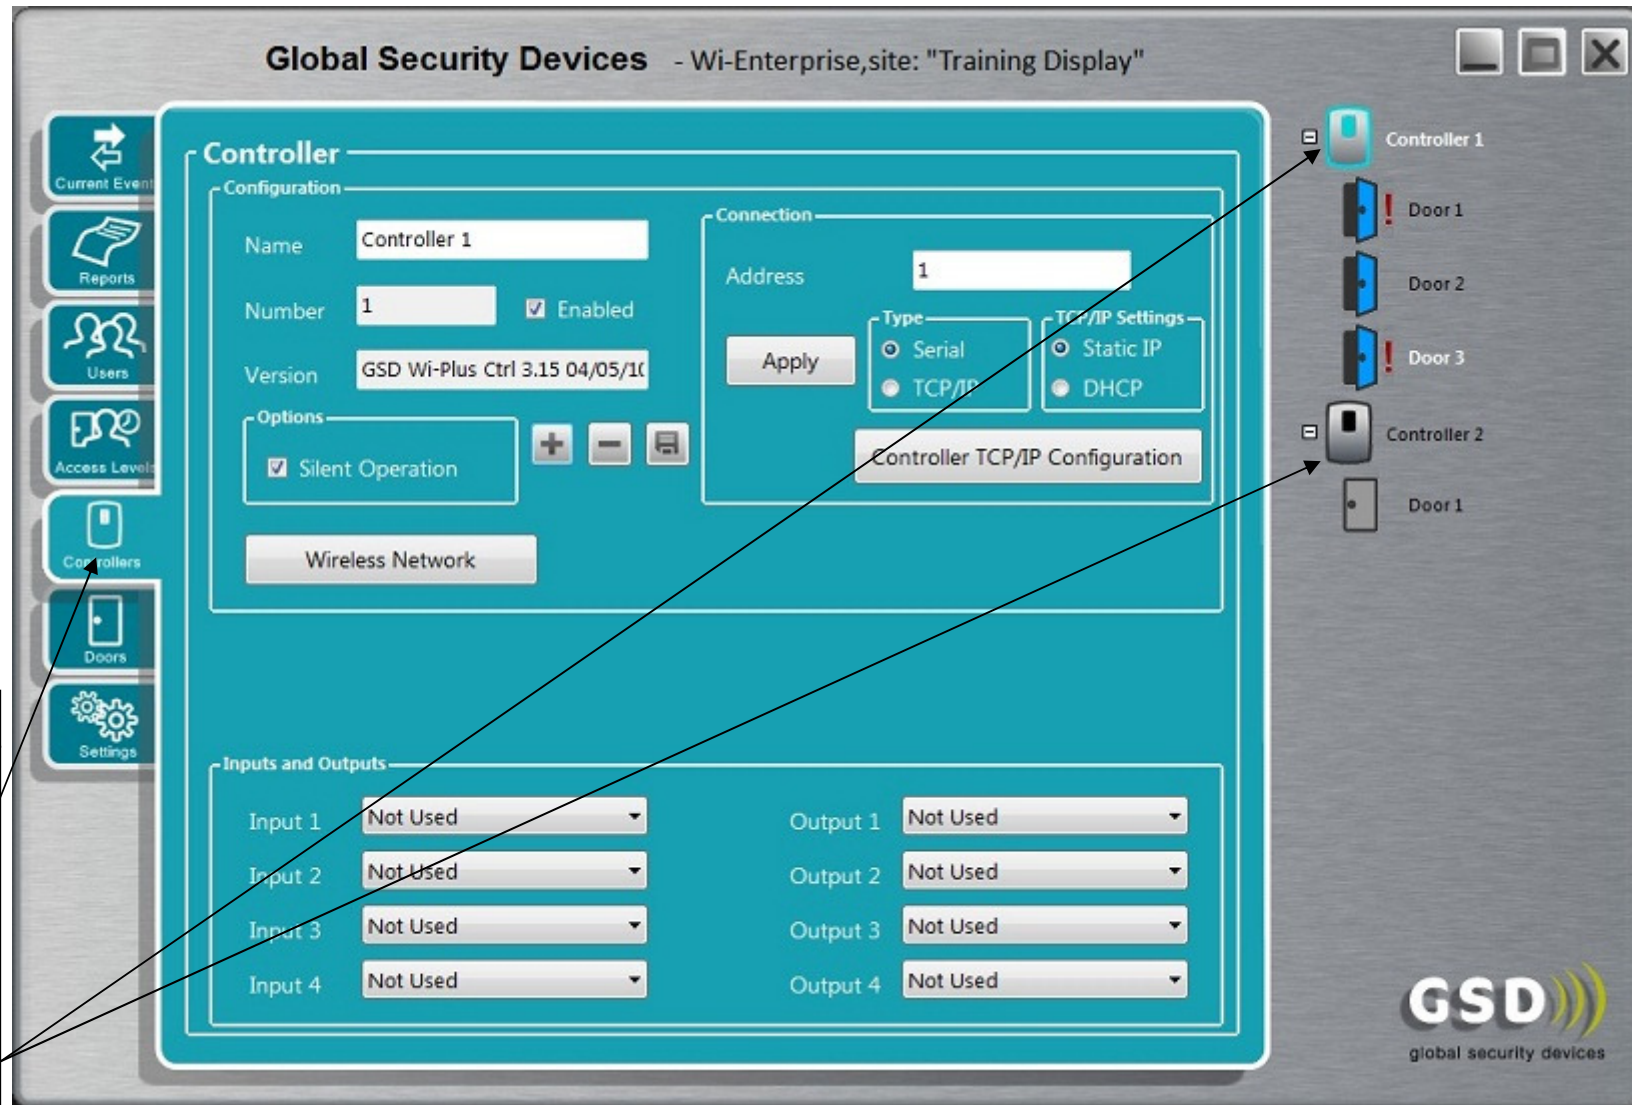 Global Security Devices - Wi-Enterprise,site: "Training Display"
Current Event
Reports
Users
Access Levels
Controllers
Doors
Settings
Controller
Configuration
Name
Controller 1
Number
1
Enabled
Version
GSD Wi-Plus Ctrl 3.15 04/05/10
Options
Silent Operation
Wireless Network
Connection
Address
1
Apply
Type
Serial
TCP/IP
TCP/IP Settings
Static IP
DHCP
Controller TCP/IP Configuration
Inputs and Outputs
Input 1 Not Used
Output 1 Not Used
Input 2 Not Used
Output 2 Not Used
Input 3 Not Used
Output 3 Not Used
Input 4 Not Used
Output 4 Not Used
Controller 1
! Door 1
Door 2
! Door 3
Controller 2
Door 1
GSD
global security devices